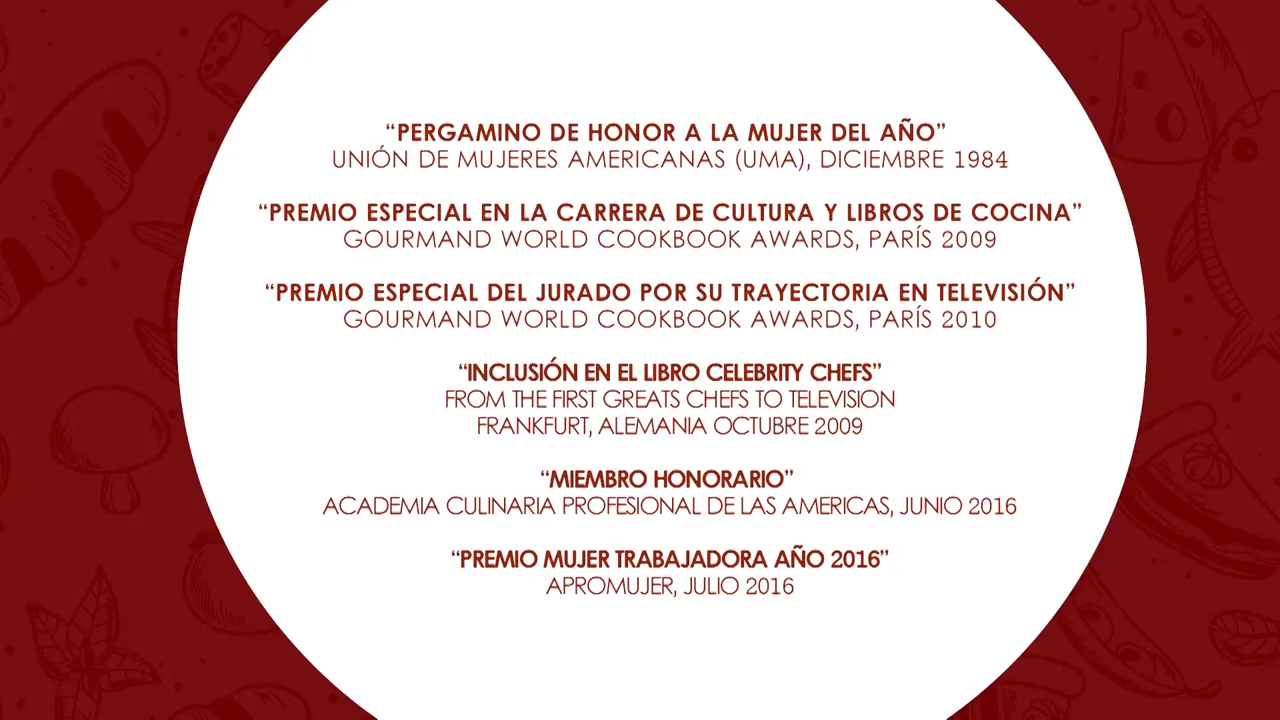 “PERGAMINO DE HONOR A LA MUJER DEL AÑO”
UNIÓN DE MUJERES AMERICANAS (UMA), DICIEMBRE 1984
“PREMIO ESPECIAL EN LA CARRERA DE CULTURA Y LIBROS DE COCINA”
GOURMAND WORLD COOKBOOK AWARDS, PARÍS 2009
“PREMIO ESPECIAL DEL JURADO POR SU TRAYECTORIA EN TELEVISIÓN”
GOURMAND WORLD COOKBOOK AWARDS, PARÍS 2010
“INCLUSIÓN EN EL LIBRO CELEBRITY CHEFS”
FROM THE FIRST GREATS CHEFS TO TELEVISION
FRANKFURT, ALEMANIA OCTUBRE 2009
“MIEMBRO HONORARIO”
ACADEMIA CULINARIA PROFESIONAL DE LAS AMERICAS, JUNIO 2016
“PREMIO MUJER TRABAJADORA AÑO 2016”
APROMUJER, JULIO 2016